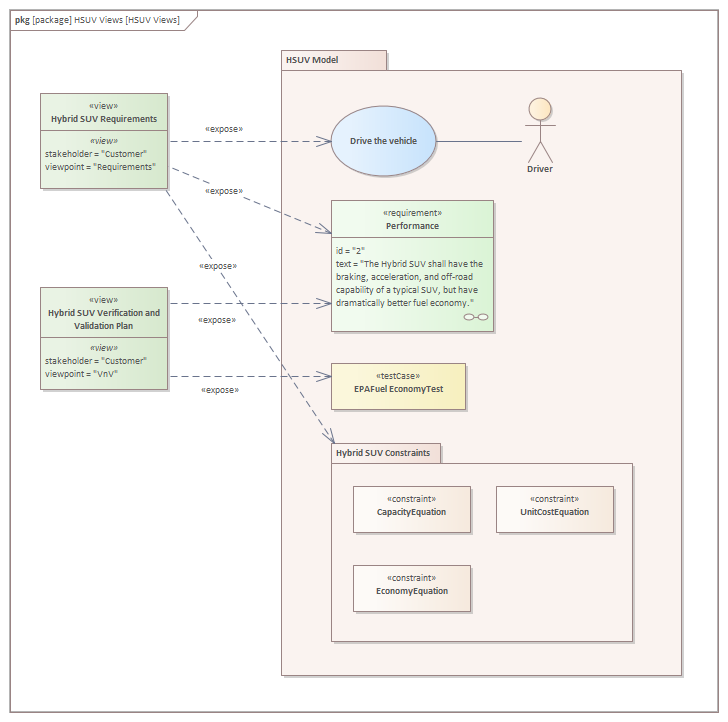 pkg [package] HSUV Views [HSUV Views]
HSUV Model
«view»
Hybrid SUV Requirements
«view»
stakeholder = "Customer"
viewpoint = "Requirements"
«expose»
Drive the vehicle
Driver
«expose»
«requirement»
Performance
id = "2"
text = "The Hybrid SUV shall have the
braking, acceleration, and off-road
capability of a typical SUV, but have
dramatically better fuel economy."
«expose»
«view»
Hybrid SUV Verification and
Validation Plan
«view»
stakeholder = "Customer"
viewpoint = "VnV"
«expose»
«expose»
«testCase»
EPAFuel EconomyTest
Hybrid SUV Constraints
«constraint»
CapacityEquation
«constraint»
UnitCostEquation
«constraint»
EconomyEquation